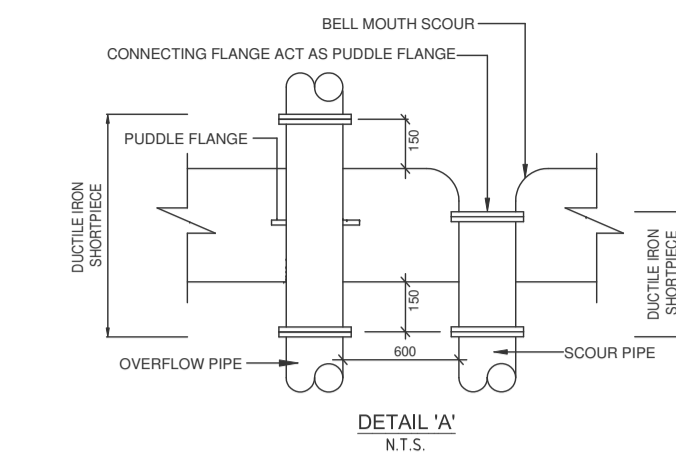 BELL MOUTH SCOUR
CONNECTING FLANGE ACT AS PUDDLE FLANGE
PUDDLE FLANGE
150
DUCTILE IRON
SHORTPIECE
DUCTILE IRON
SHORTPIECE
150
600
OVERFLOW PIPE
SCOUR PIPE
DETAIL 'A'
N.T.S.